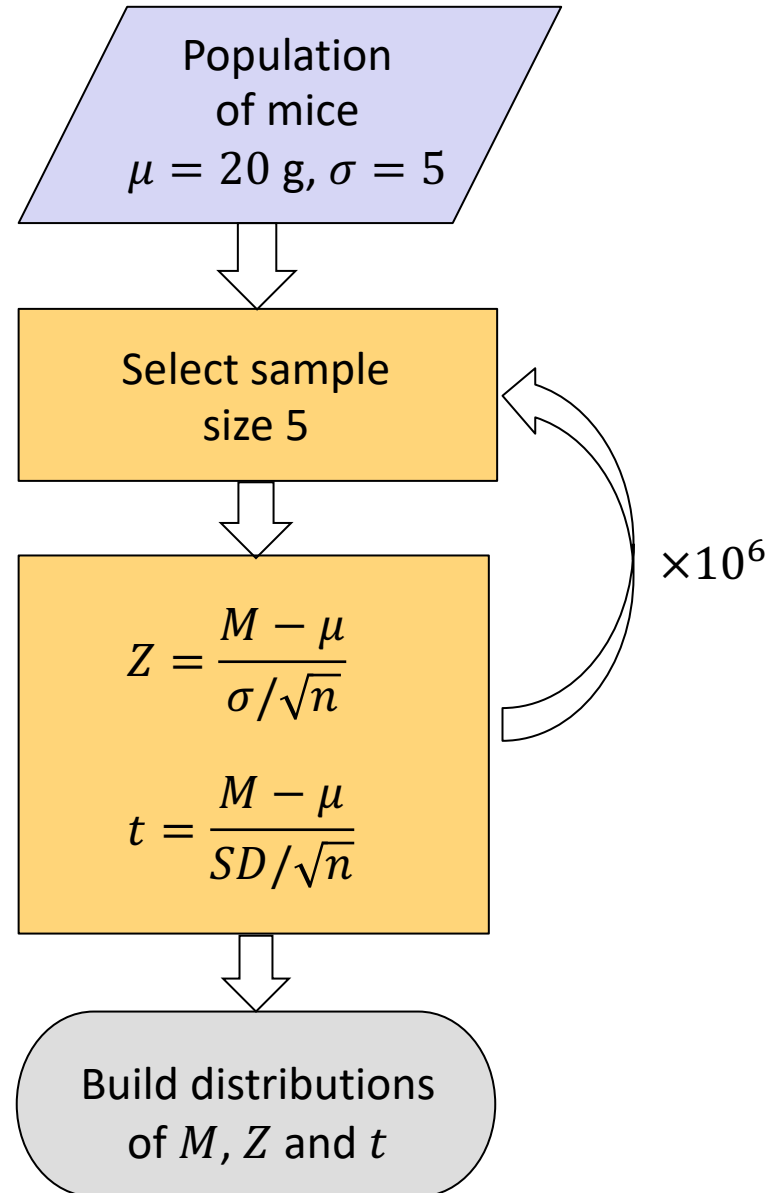 Population
of mice
μ = 20 g, σ = 5
Select sample
size 5
×10⁶
Z = (M − μ)/(σ/√n)
t = (M − μ)/(SD/√n)
Build distributions
of M, Z and t